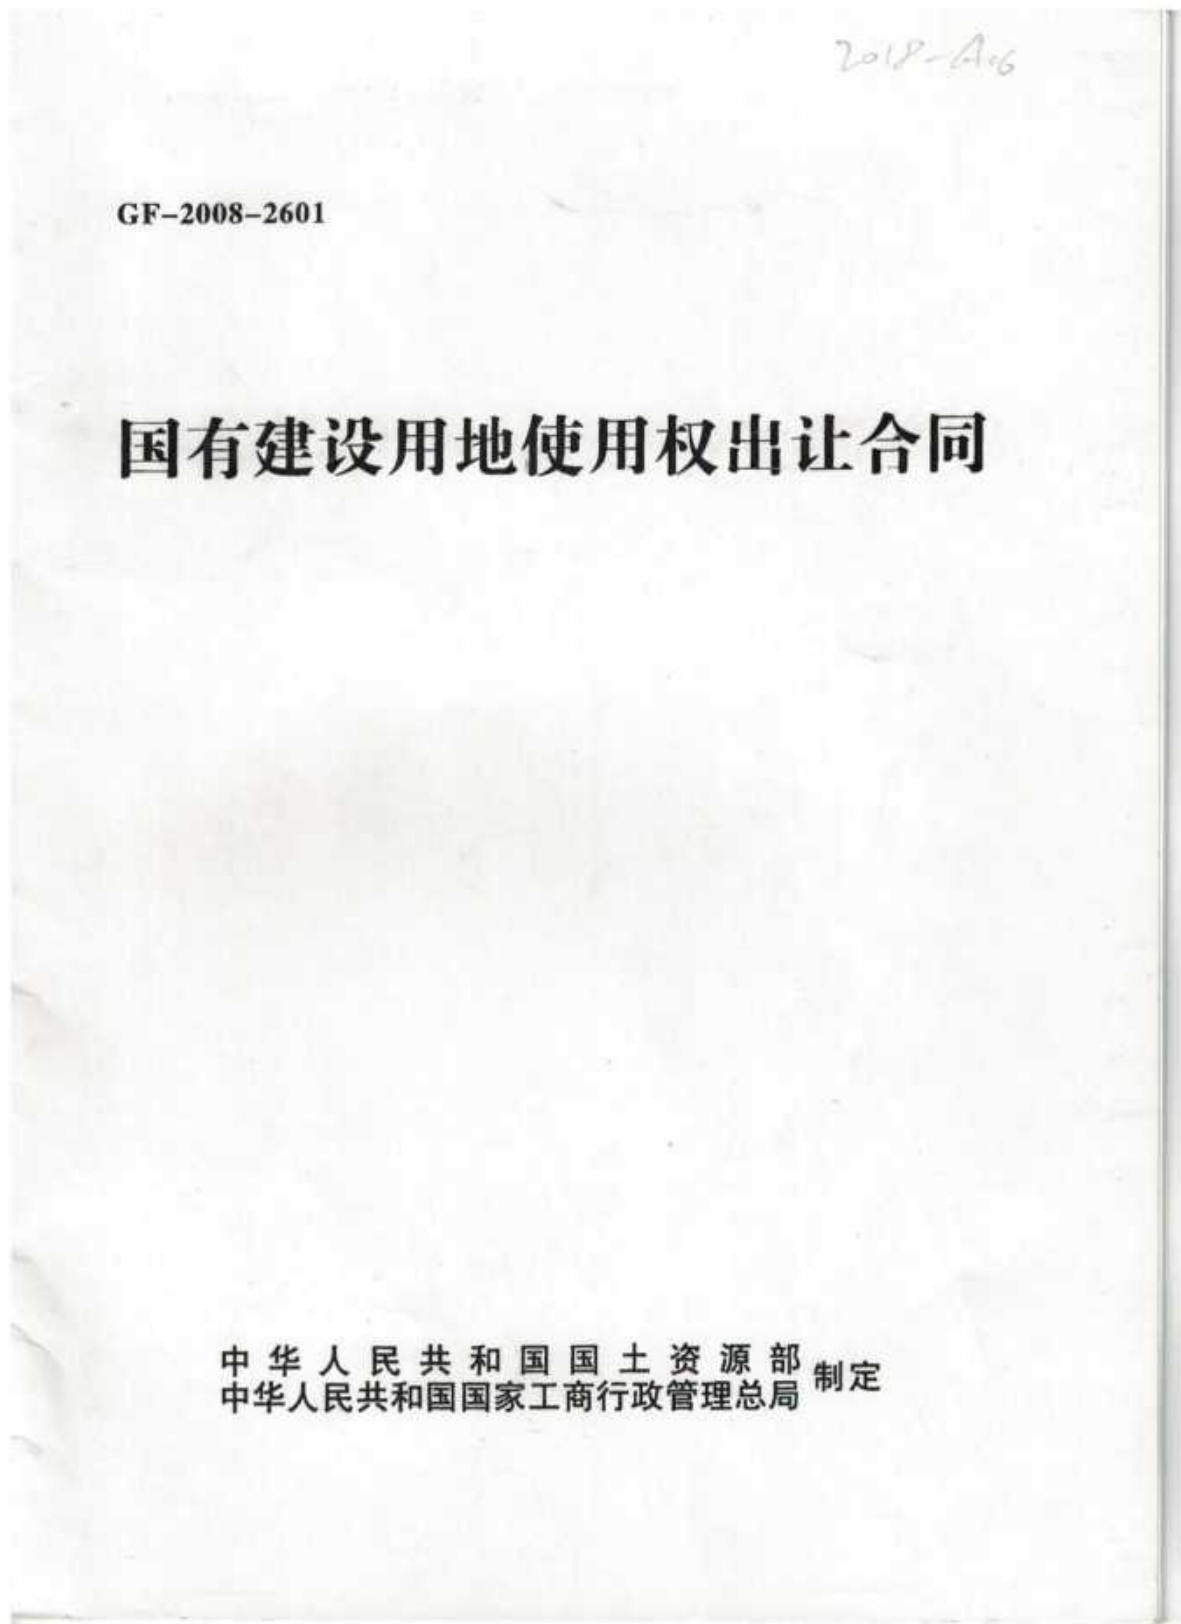 2018-A06
GF-2008-2601
国有建设用地使用权出让合同
中华人民共和国国土资源部
中华人民共和国国家工商行政管理总局 制定